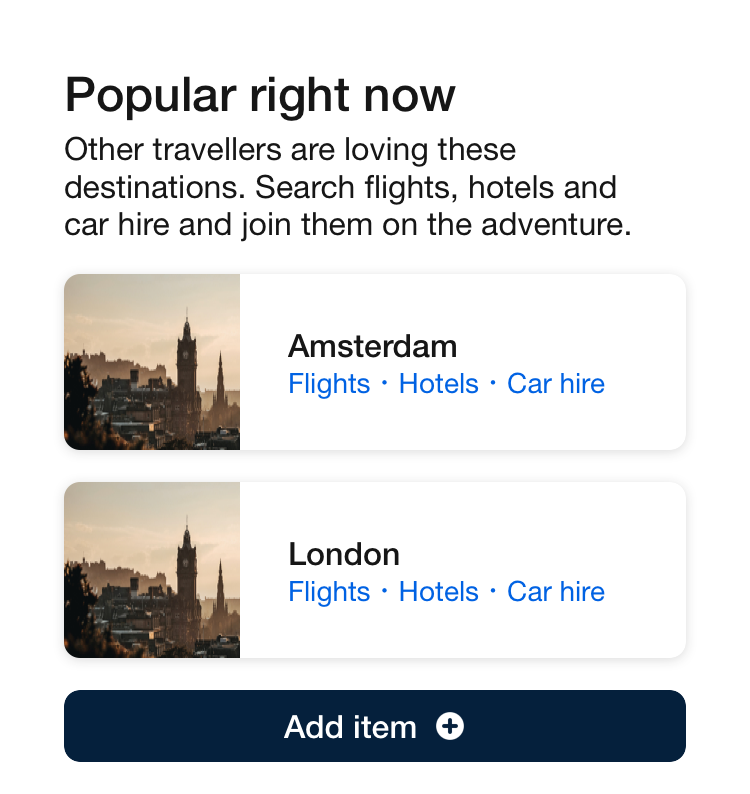 Popular right now
Other travellers are loving these
destinations. Search flights, hotels and
car hire and join them on the adventure.
Amsterdam
Flights · Hotels · Car hire
London
Flights · Hotels · Car hire
Add item